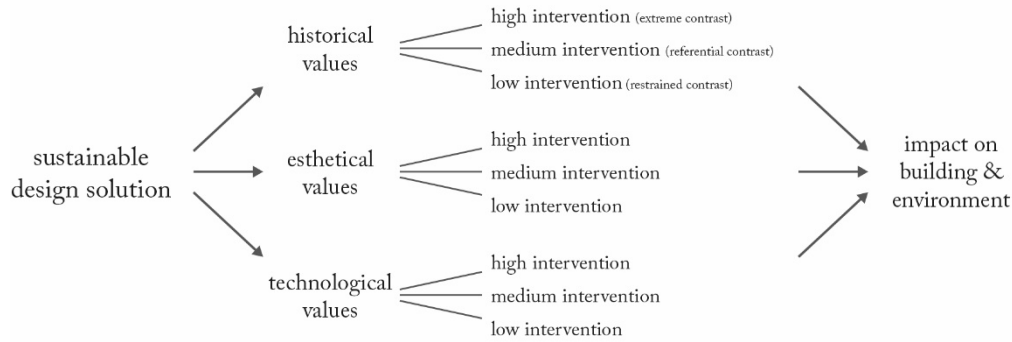 historical
values
high intervention (extreme contrast)
medium intervention (referential contrast)
low intervention (restrained contrast)
sustainable
design solution
esthetical
values
high intervention
medium intervention
low intervention
impact on
building &
environment
technological
values
high intervention
medium intervention
low intervention